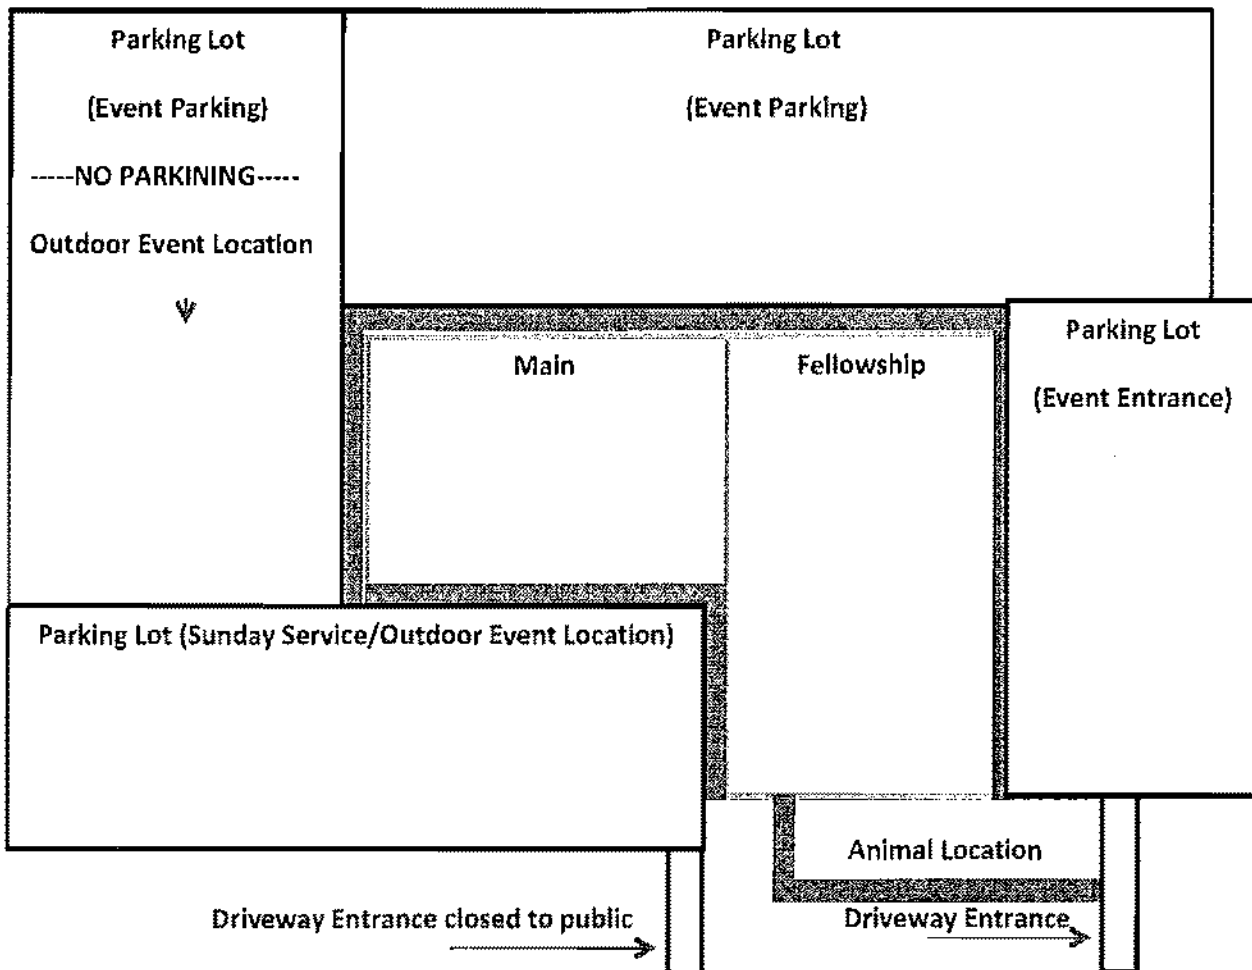 Parking Lot
(Event Parking)
-----NO PARKINING-----
Outdoor Event Location
Parking Lot
(Event Parking)
Main
Fellowship
Parking Lot
(Event Entrance)
Parking Lot (Sunday Service/Outdoor Event Location)
Animal Location
Driveway Entrance closed to public
Driveway Entrance